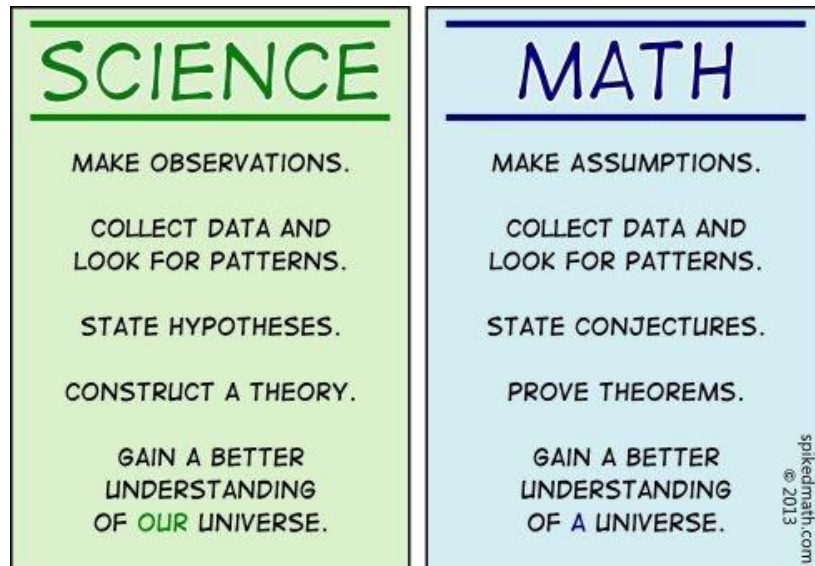 SCIENCE
MAKE OBSERVATIONS.
COLLECT DATA AND
LOOK FOR PATTERNS.
STATE HYPOTHESES.
CONSTRUCT A THEORY.
GAIN A BETTER
UNDERSTANDING
OF OUR UNIVERSE.
MATH
MAKE ASSUMPTIONS.
COLLECT DATA AND
LOOK FOR PATTERNS.
STATE CONJECTURES.
PROVE THEOREMS.
GAIN A BETTER
UNDERSTANDING
OF A UNIVERSE.
spikedmath.com
© 2013